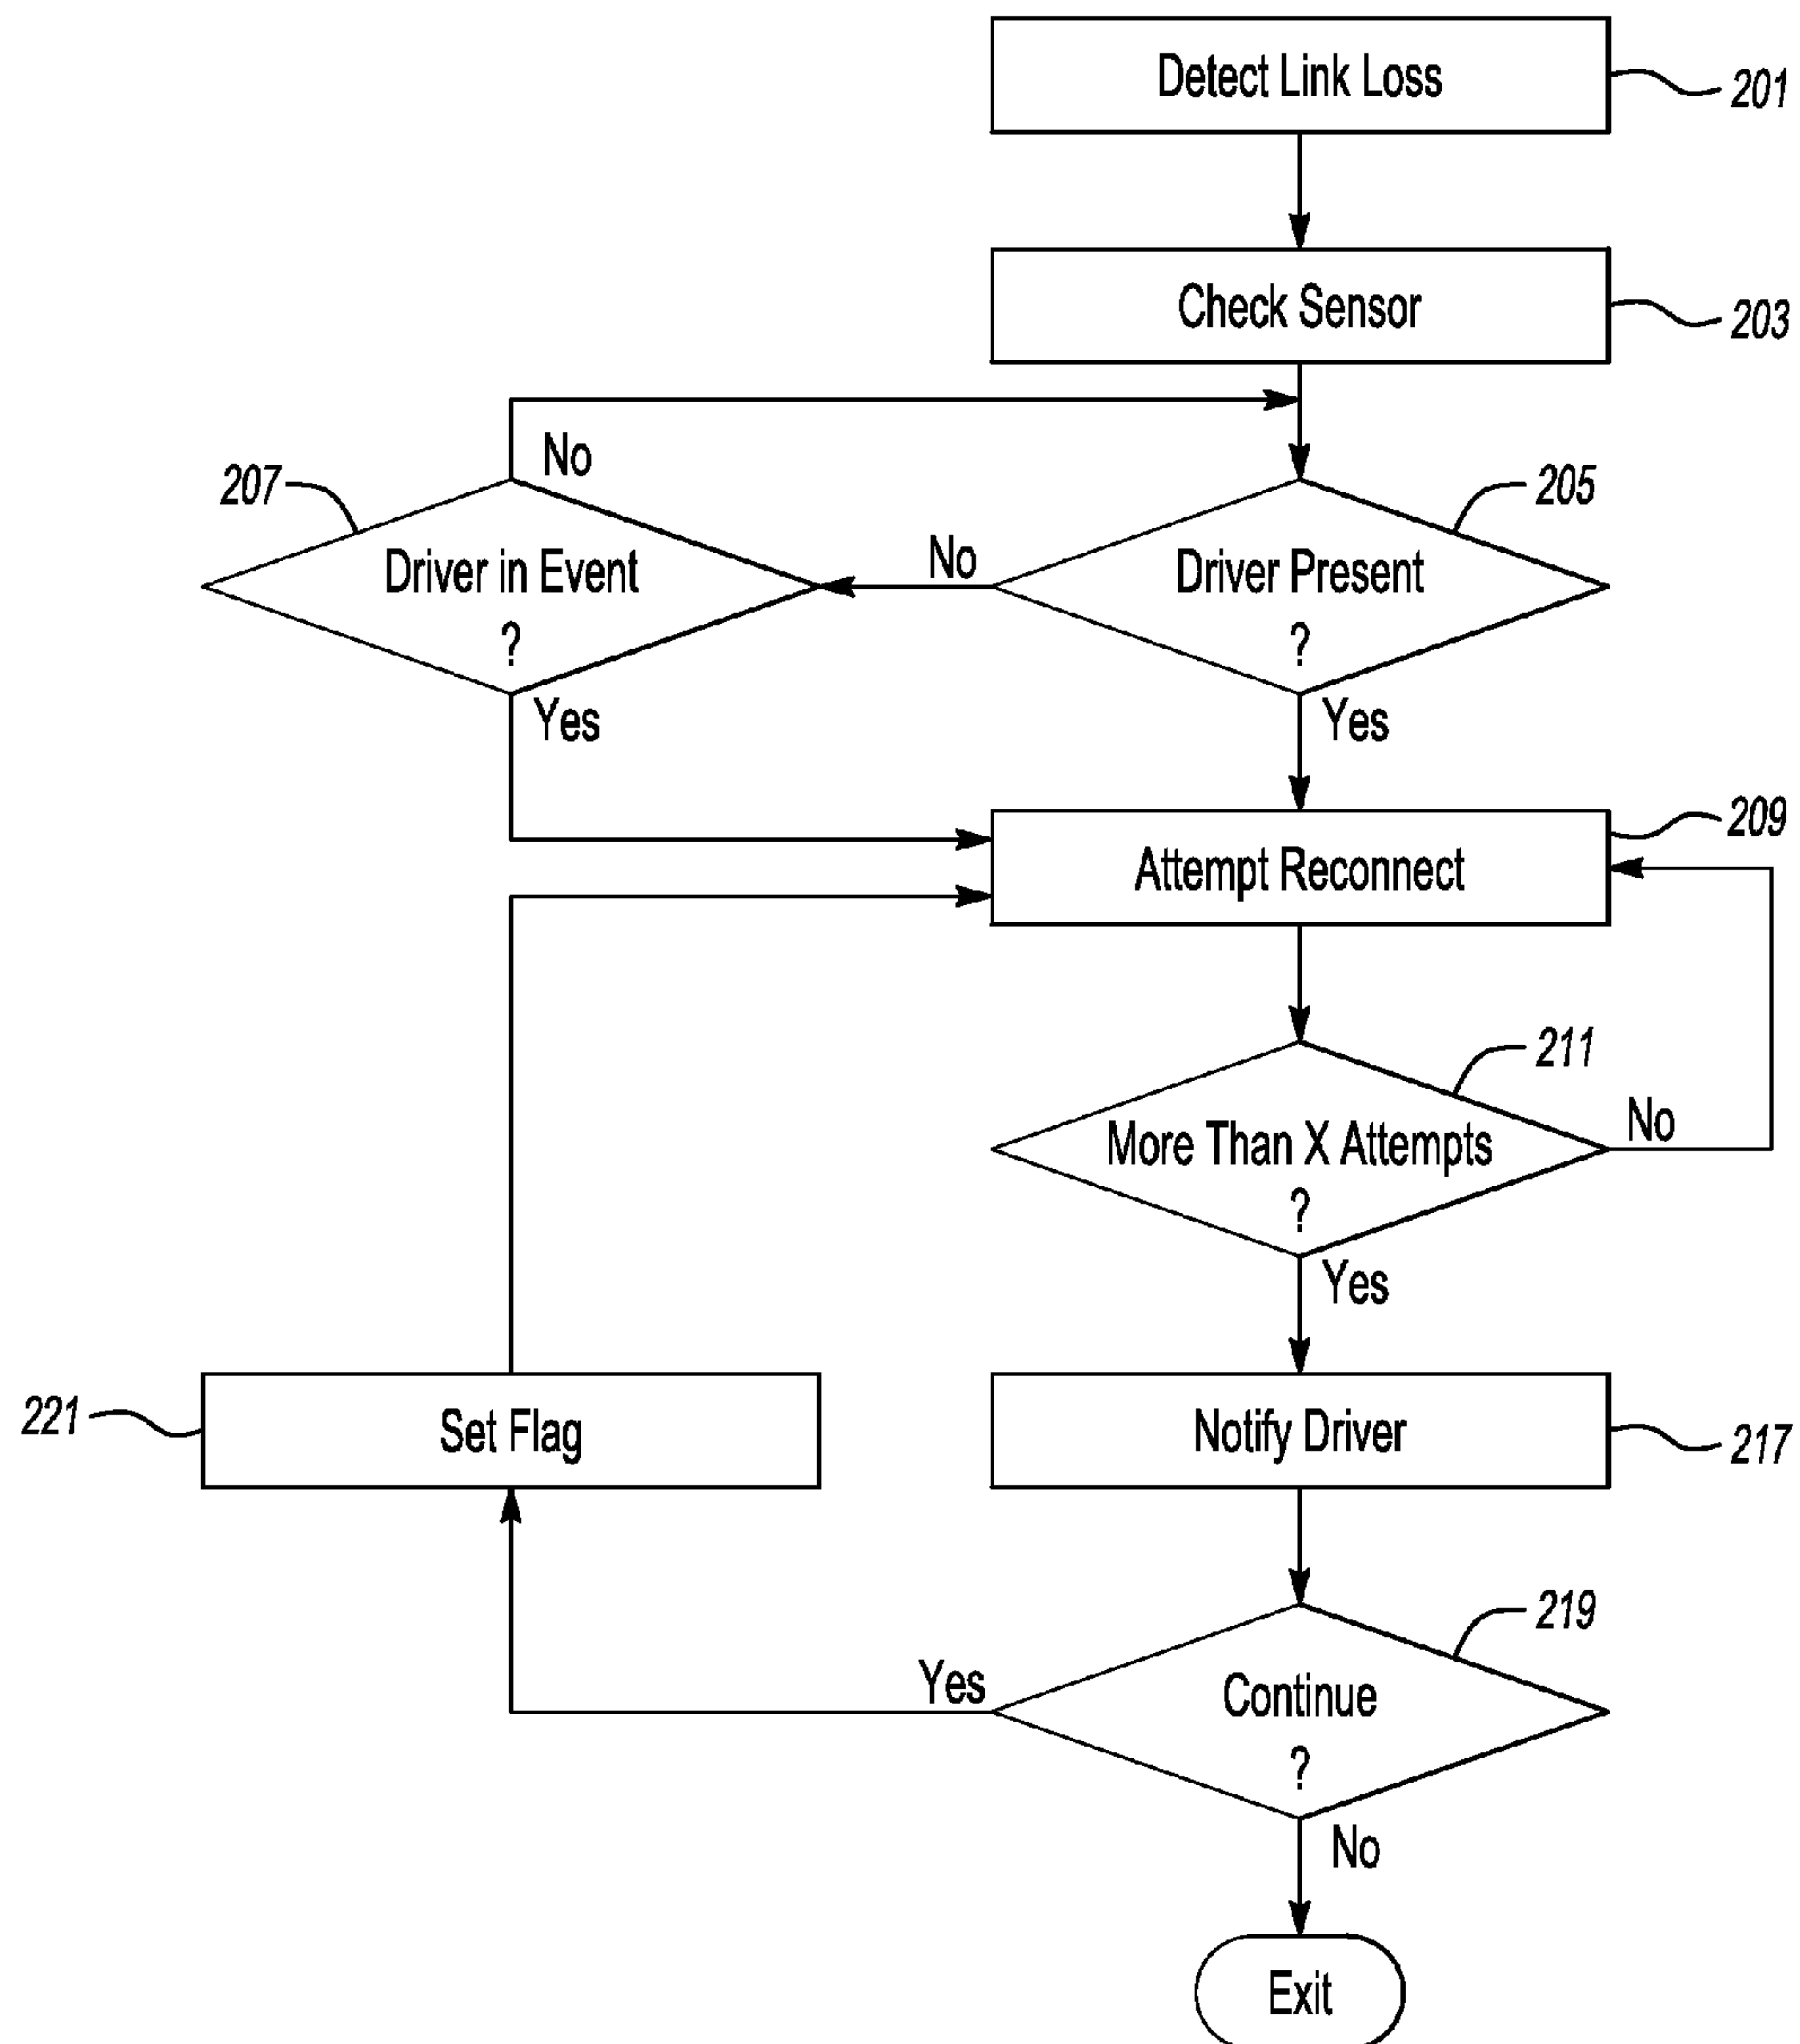 Detect Link Loss
201
Check Sensor
203
No
207
205
Driver in Event
?
No
Driver Present
?
Yes
Yes
209
Attempt Reconnect
211
More Than X Attempts
?
No
Yes
221
Set Flag
Notify Driver
217
219
Yes
Continue
?
No
Exit